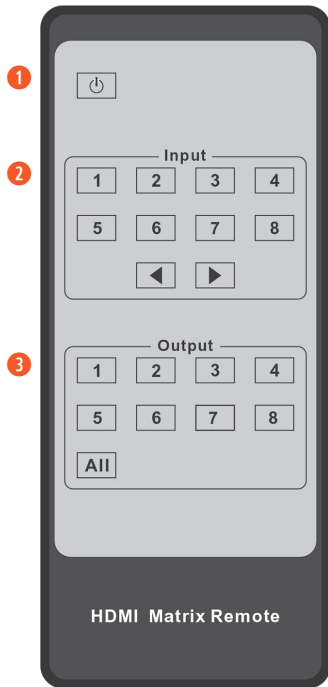 1
2
Input
1 2 3 4
5 6 7 8
3
Output
1 2 3 4
5 6 7 8
All
HDMI Matrix Remote